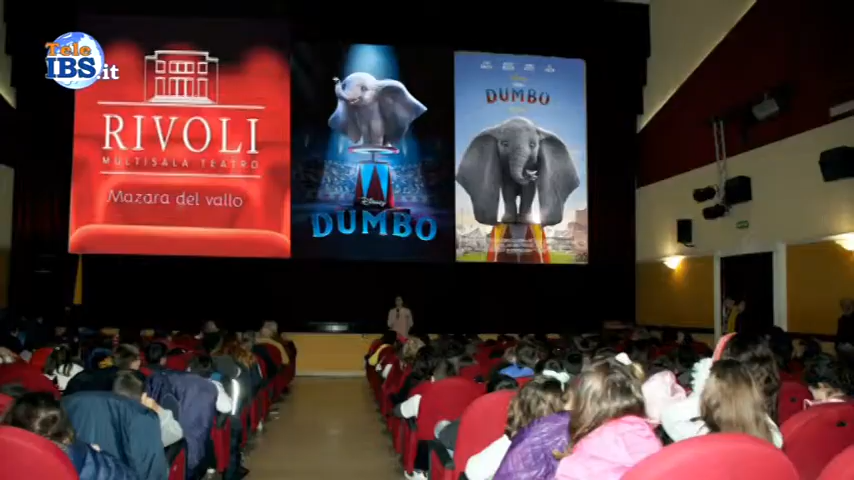 Tele
IBS.it
RIVOLI
MULTISALA TEATRO
Mazara del vallo
Disney
DUMBO
DUMBO